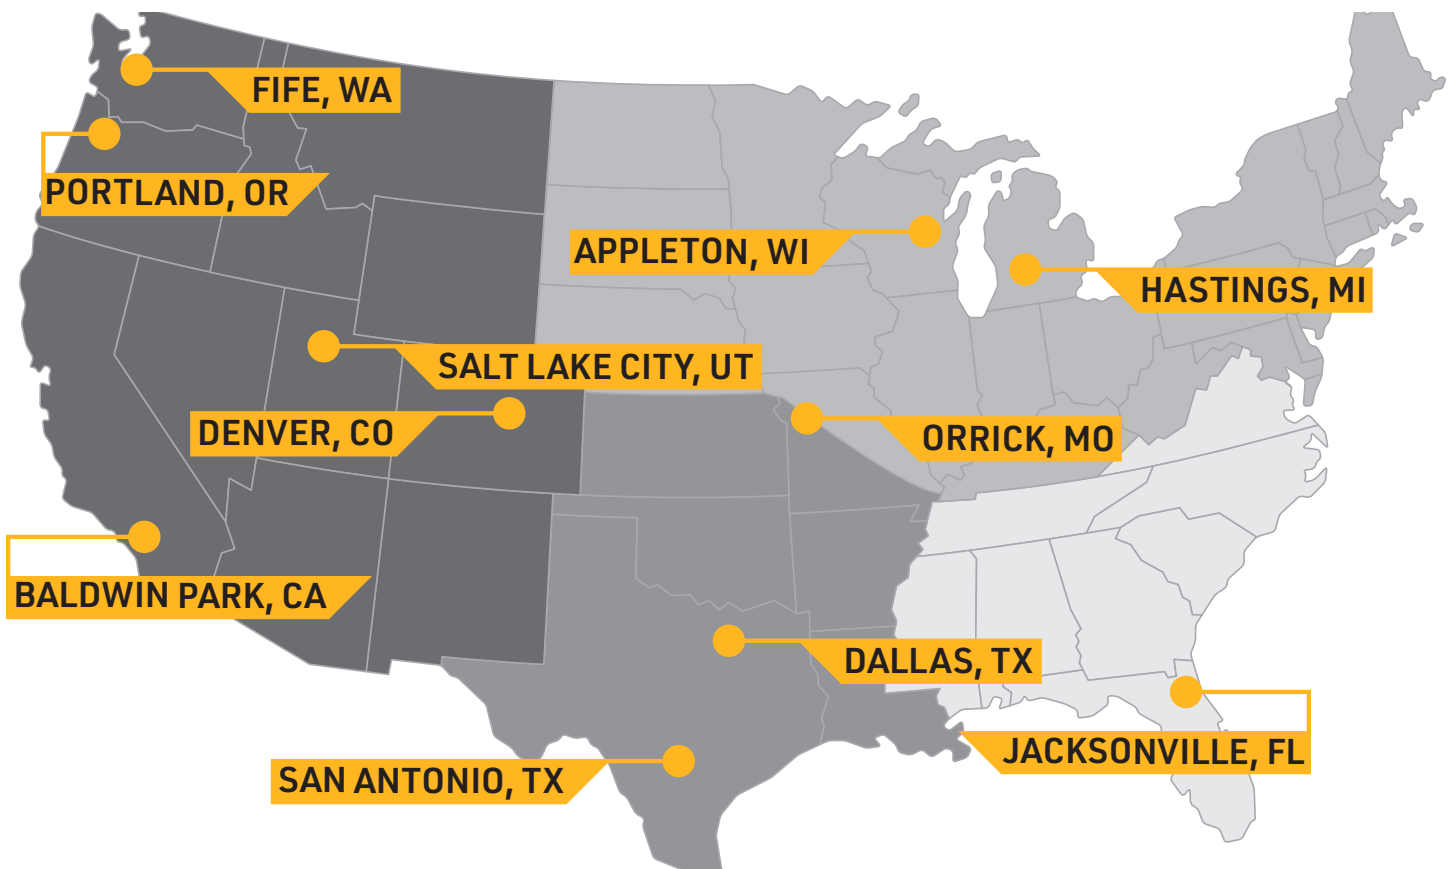 FIFE, WA
PORTLAND, OR
APPLETON, WI
HASTINGS, MI
SALT LAKE CITY, UT
DENVER, CO
ORRICK, MO
BALDWIN PARK, CA
DALLAS, TX
JACKSONVILLE, FL
SAN ANTONIO, TX